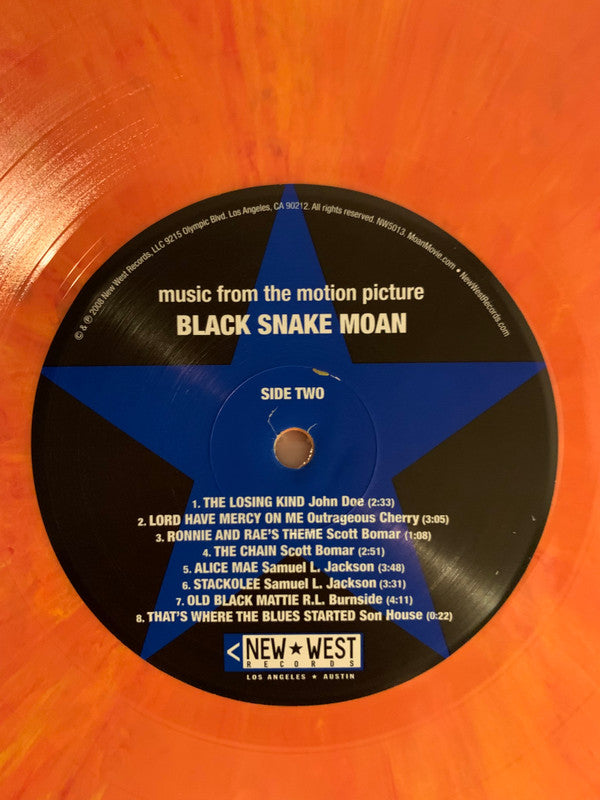 © & ℗ 2008 New West Records, LLC 9215 Olympic Blvd. Los Angeles, CA 90212. All rights reserved. NW5013. MoanMovie.com • NewWestRecords.com
music from the motion picture
BLACK SNAKE MOAN
SIDE TWO
1. THE LOSING KIND John Doe (2:33)
2. LORD HAVE MERCY ON ME Outrageous Cherry (3:05)
3. RONNIE AND RAE'S THEME Scott Bomar (1:08)
4. THE CHAIN Scott Bomar (2:51)
5. ALICE MAE Samuel L. Jackson (3:48)
6. STACKOLEE Samuel L. Jackson (3:31)
7. OLD BLACK MATTIE R.L. Burnside (4:11)
8. THAT'S WHERE THE BLUES STARTED Son House (0:22)
NEW ★ WEST
RECORDS
LOS ANGELES ★ AUSTIN